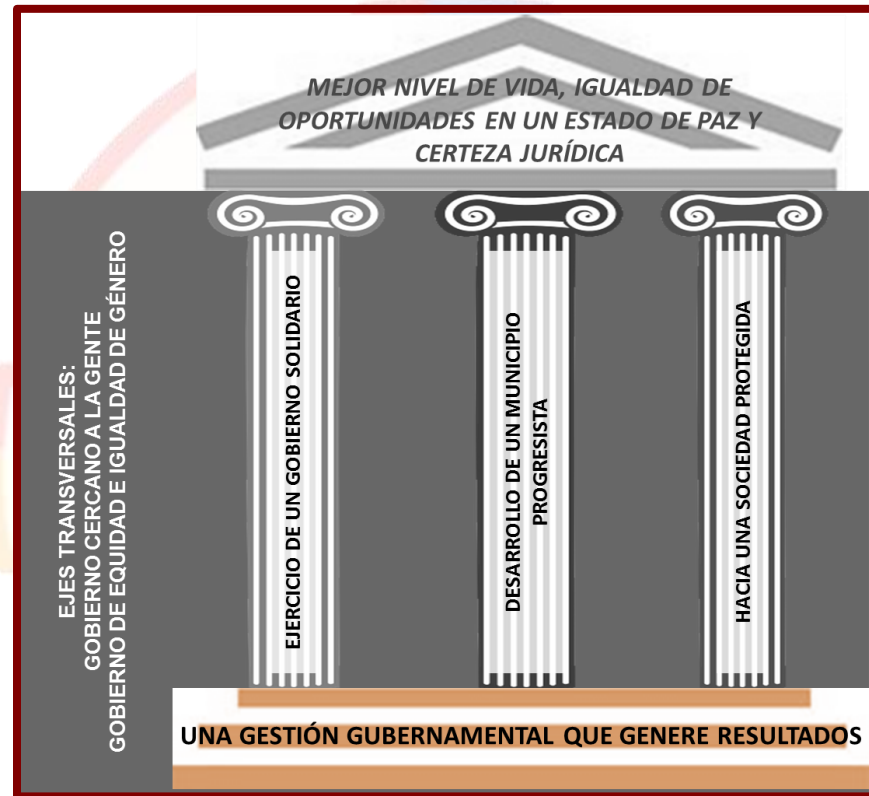 MEJOR NIVEL DE VIDA, IGUALDAD DE
OPORTUNIDADES EN UN ESTADO DE PAZ Y
CERTEZA JURÍDICA
EJES TRANSVERSALES:
GOBIERNO CERCANO A LA GENTE
GOBIERNO DE EQUIDAD E IGUALDAD DE GÉNERO
EJERCICIO DE UN GOBIERNO SOLIDARIO
DESARROLLO DE UN MUNICIPIO
PROGRESISTA
HACIA UNA SOCIEDAD PROTEGIDA
UNA GESTIÓN GUBERNAMENTAL QUE GENERE RESULTADOS